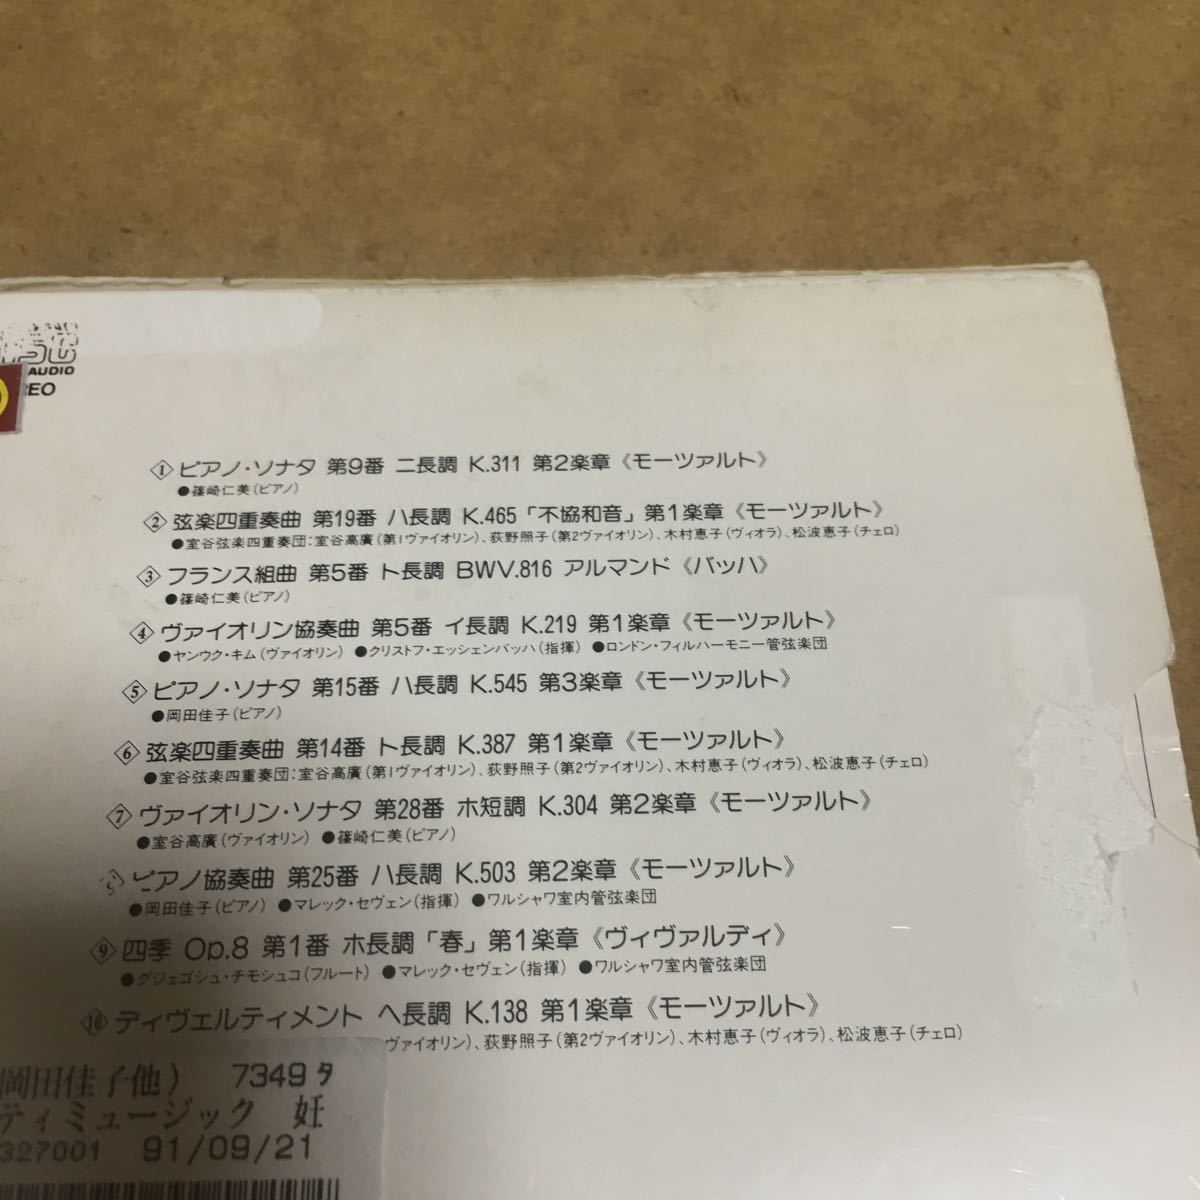 AUDIO
REO
① ピアノ・ソナタ 第9番 ニ長調 K.311 第2楽章《モーツァルト》
●篠崎仁美(ピアノ)
② 弦楽四重奏曲 第19番 ハ長調 K.465「不協和音」第1楽章《モーツァルト》
●室谷弦楽四重奏団:室谷高廣(第1ヴァイオリン)、荻野照子(第2ヴァイオリン)、木村恵子(ヴィオラ)、松波恵子(チェロ)
③ フランス組曲 第5番 ト長調 BWV.816 アルマンド《バッハ》
●篠崎仁美(ピアノ)
④ ヴァイオリン協奏曲 第5番 イ長調 K.219 第1楽章《モーツァルト》
●ヤンウク・キム(ヴァイオリン) ●クリストフ・エッシェンバッハ(指揮) ●ロンドン・フィルハーモニー管弦楽団
⑤ ピアノ・ソナタ 第15番 ハ長調 K.545 第3楽章《モーツァルト》
●岡田佳子(ピアノ)
⑥ 弦楽四重奏曲 第14番 ト長調 K.387 第1楽章《モーツァルト》
●室谷弦楽四重奏団:室谷高廣(第1ヴァイオリン)、荻野照子(第2ヴァイオリン)、木村恵子(ヴィオラ)、松波恵子(チェロ)
⑦ ヴァイオリン・ソナタ 第28番 ホ短調 K.304 第2楽章《モーツァルト》
●室谷高廣(ヴァイオリン) ●篠崎仁美(ピアノ)
ピアノ協奏曲 第25番 ハ長調 K.503 第2楽章《モーツァルト》
●岡田佳子(ピアノ) ●マレック・セヴェン(指揮) ●ワルシャワ室内管弦楽団
⑨ 四季 Op.8 第1番 ホ長調「春」第1楽章《ヴィヴァルディ》
●グジェゴシュ・チモシュコ(フルート) ●マレック・セヴェン(指揮) ●ワルシャワ室内管弦楽団
⑩ ディヴェルティメント ヘ長調 K.138 第1楽章《モーツァルト》
ヴァイオリン)、荻野照子(第2ヴァイオリン)、木村恵子(ヴィオラ)、松波恵子(チェロ)
岡田佳子他) 7349タ
ティミュージック 妊
327001 91/09/21